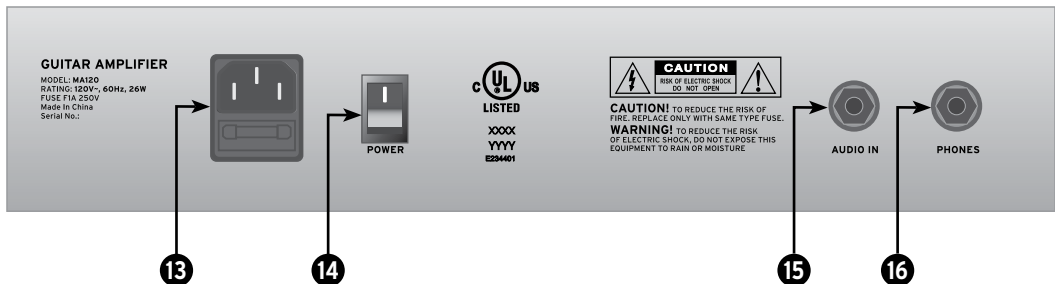 GUITAR AMPLIFIER
MODEL: MA120
RATING: 120V~, 60Hz, 26W
FUSE F1A 250V
Made In China
Serial No.:
POWER
C UL US
LISTED
XXXX
YYYY
E234401
CAUTION
RISK OF ELECTRIC SHOCK
DO NOT OPEN
CAUTION! TO REDUCE THE RISK OF
FIRE. REPLACE ONLY WITH SAME TYPE FUSE.
WARNING! TO REDUCE THE RISK
OF ELECTRIC SHOCK, DO NOT EXPOSE THIS
EQUIPMENT TO RAIN OR MOISTURE
AUDIO IN
PHONES
13
14
15
16